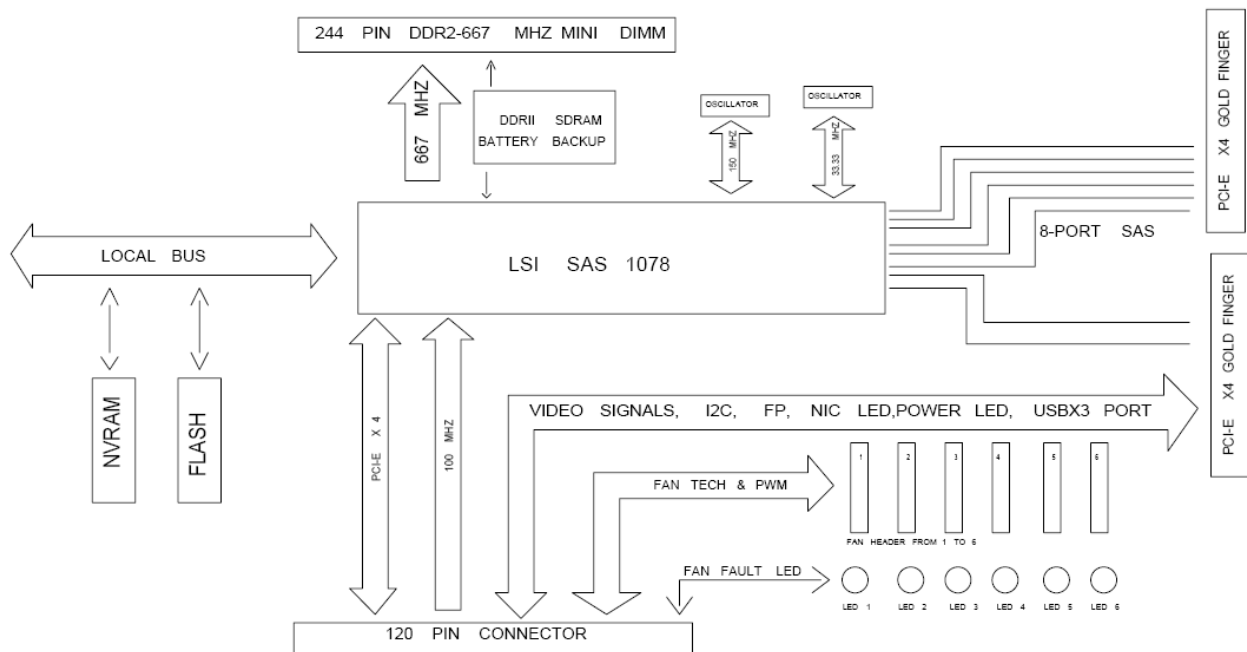 244 PIN DDR2-667 MHZ MINI DIMM
667 MHZ
DDRII SDRAM
BATTERY BACKUP
OSCILLATOR
OSCILLATOR
150 MHZ
33.33 MHZ
PCI-E X4 GOLD FINGER
8-PORT SAS
LOCAL BUS
LSI SAS 1078
PCI-E X4 GOLD FINGER
NVRAM
FLASH
PCI-E X 4
100 MHZ
VIDEO SIGNALS, I2C, FP, NIC LED,POWER LED, USBX3 PORT
FAN TECH & PWM
1 2 3 4 5 6
FAN HEADER FROM 1 TO 6
FAN FAULT LED
LED 1 LED 2 LED 3 LED 4 LED 5 LED 6
120 PIN CONNECTOR